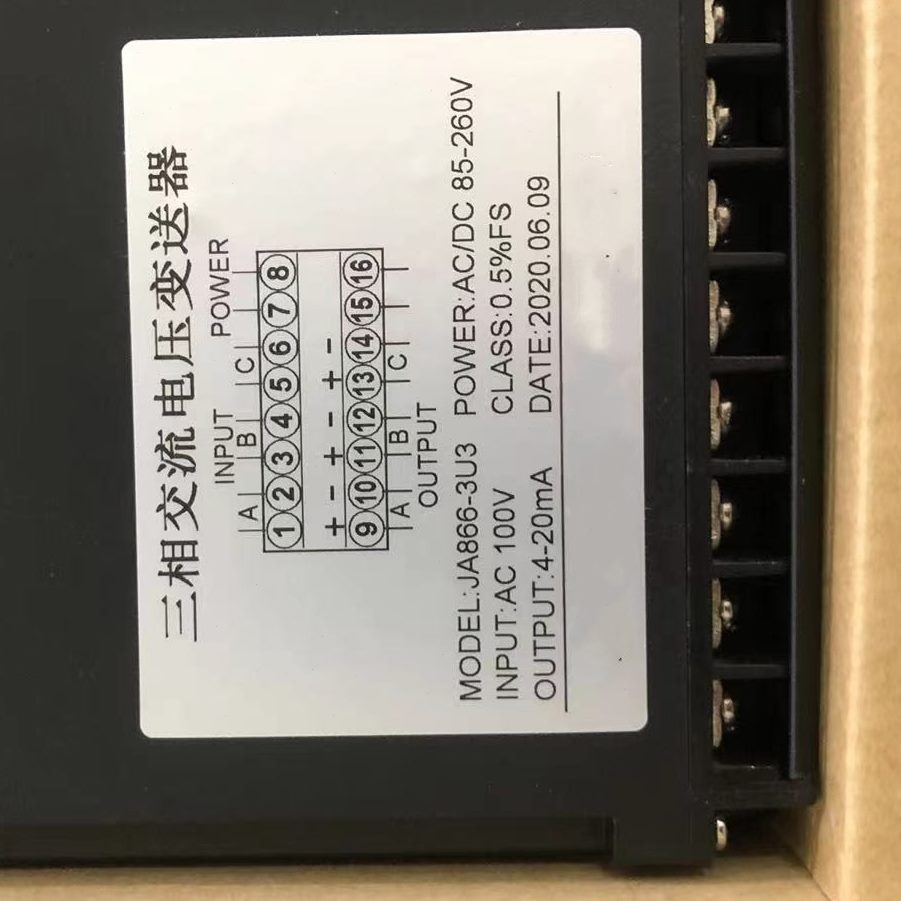 三相交流电压变送器
INPUT POWER
A B C
1 2 3 4 5 6 7 8
+ - + - + -
9 10 11 12 13 14 15 16
A B C
OUTPUT
MODEL:JA866-3U3 POWER:AC/DC 85-260V
INPUT:AC 100V CLASS:0.5%FS
OUTPUT:4-20mA DATE:2020.06.09